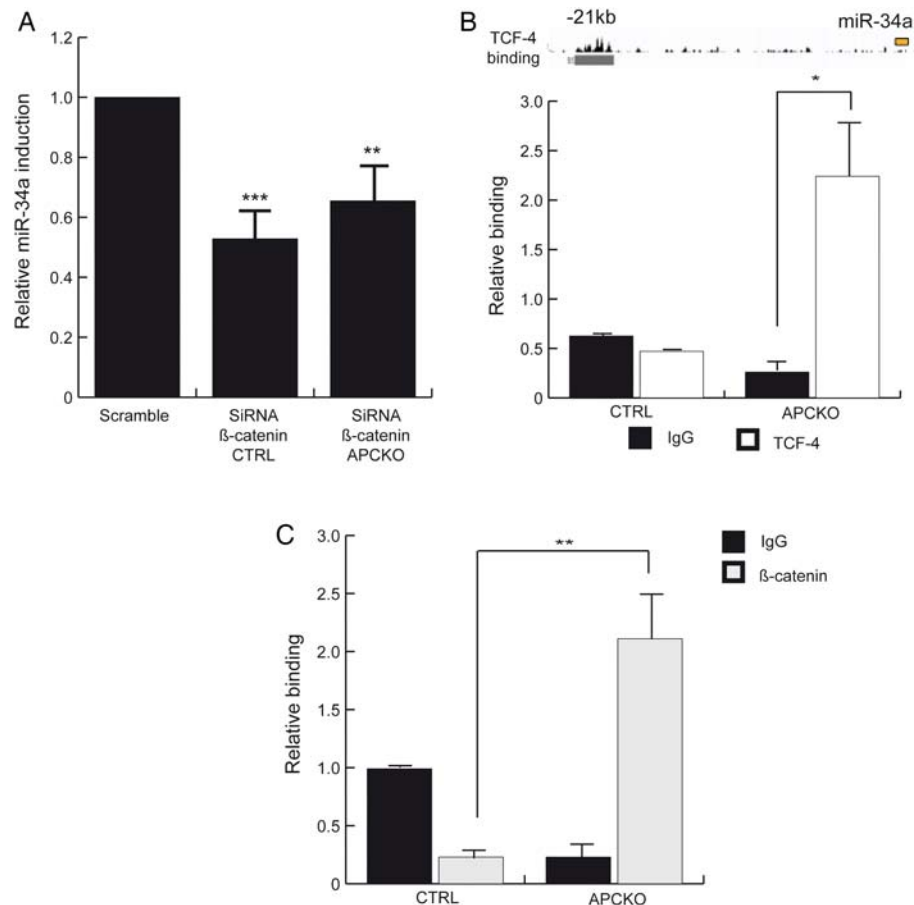 A
1.2
1.0
0.8
0.6
0.4
0.2
0
Relative miR-34a induction
***
**
Scramble
SiRNA
ß-catenin
CTRL
SiRNA
ß-catenin
APCKO
B
-21kb
miR-34a
TCF-4
binding
3.0
2.5
2.0
1.5
1.0
0.5
0
Relative binding
*
CTRL
APCKO
IgG
TCF-4
C
3.0
2.5
2.0
1.5
1.0
0.5
0
Relative binding
**
IgG
ß-catenin
CTRL
APCKO